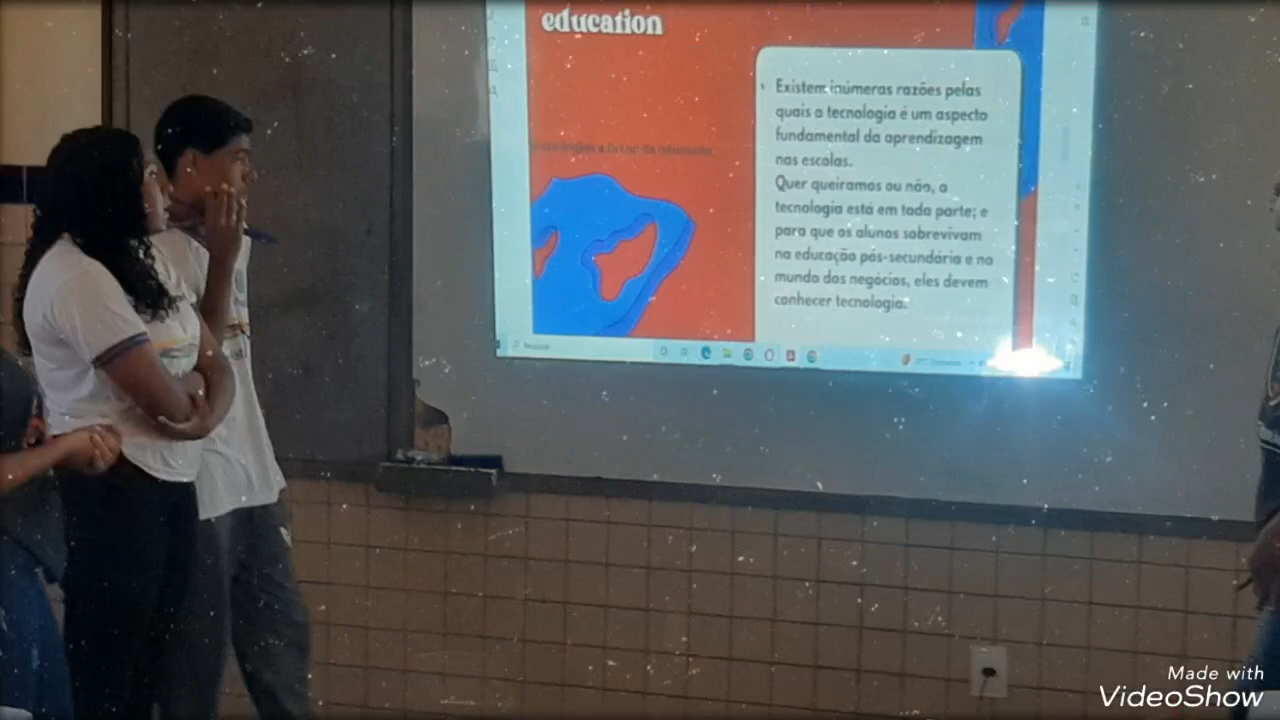 education
Existem inúmeras razões pelas
quais a tecnologia é um aspecto
fundamental da aprendizagem
nas escolas.
Quer queiramos ou não, a
tecnologia está em toda parte; e
para que os alunos sobrevivam
na educação pós-secundária e no
mundo dos negócios, eles devem
conhecer tecnologia.
Made with
VideoShow